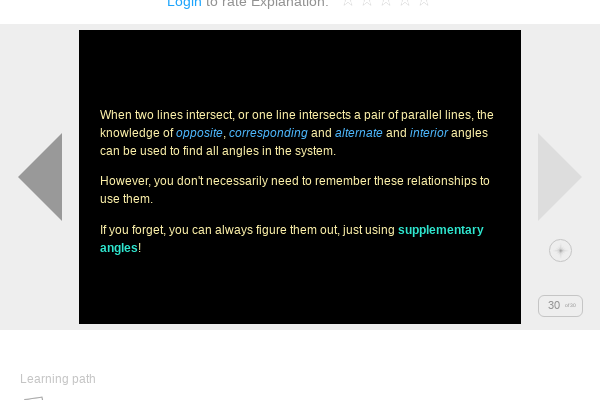 Login to rate Explanation:
When two lines intersect, or one line intersects a pair of parallel lines, the
knowledge of opposite, corresponding and alternate and interior angles
can be used to find all angles in the system.
However, you don't necessarily need to remember these relationships to
use them.
If you forget, you can always figure them out, just using supplementary
angles!
30 of 30
Learning path